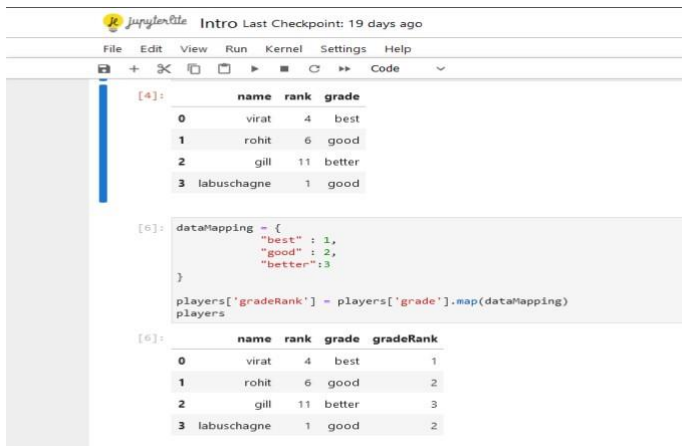 jupyterlite Intro Last Checkpoint: 19 days ago
File Edit View Run Kernel Settings Help
Code
[4]: name rank grade
0 virat 4 best
1 rohit 6 good
2 gill 11 better
3 labuschagne 1 good
[6]: dataMapping = {
"best" : 1,
"good" : 2,
"better":3
}
players['gradeRank'] = players['grade'].map(dataMapping)
players
[6]: name rank grade gradeRank
0 virat 4 best 1
1 rohit 6 good 2
2 gill 11 better 3
3 labuschagne 1 good 2